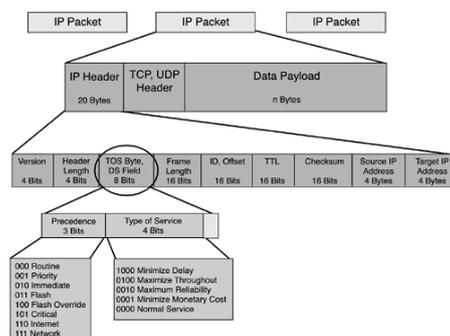 IP Packet
IP Packet
IP Packet
IP Header
20 Bytes
TCP, UDP
Header
Data Payload
n Bytes
Version
4 Bits
Header
Length
4 Bits
TOS Byte,
DS Field
8 Bits
Frame
Length
16 Bits
ID, Offset
16 Bits
TTL
16 Bits
Checksum
16 Bits
Source IP
Address
4 Bytes
Target IP
Address
4 Bytes
Precedence
3 Bits
Type of Service
4 Bits
000 Routine
001 Priority
010 Immediate
011 Flash
100 Flash Override
101 Critical
110 Internet
111 Network
1000 Minimize Delay
0100 Maximize Throughout
0010 Maximum Reliability
0001 Minimize Monetary Cost
0000 Normal Service